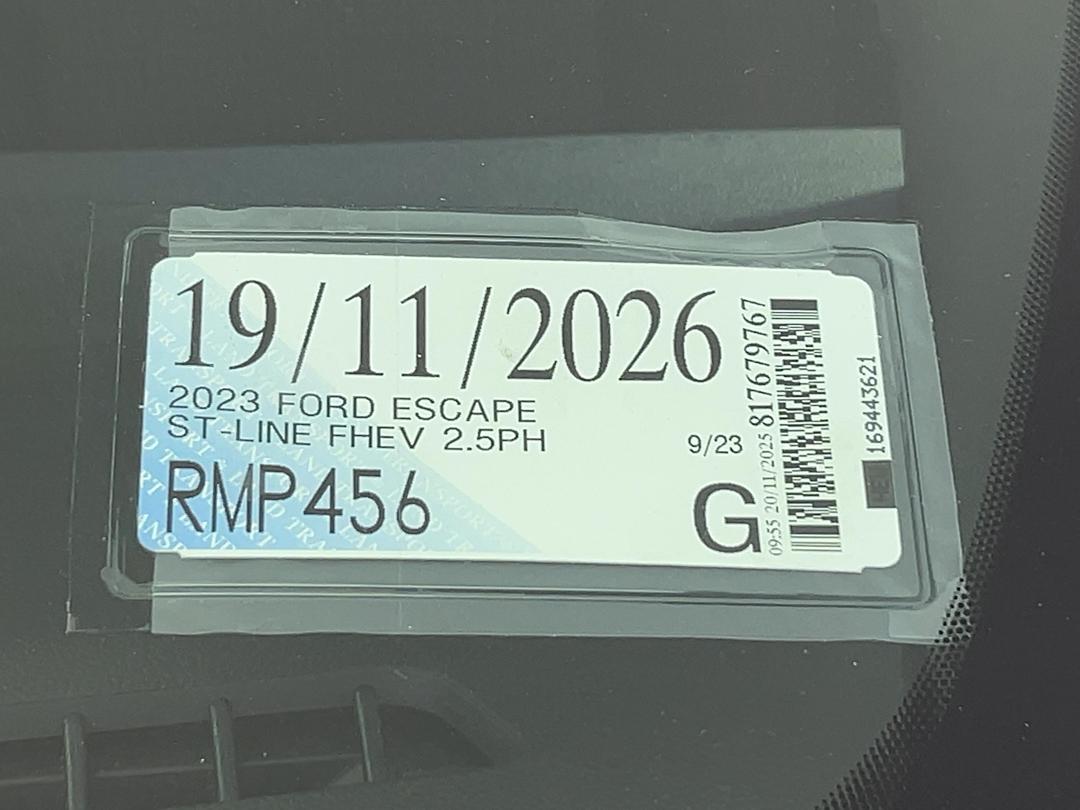 19/11/2026
2023 FORD ESCAPE
ST-LINE FHEV 2.5PH
9/23
RMP456
G
09:55 20/11/2025 817679767
169443621